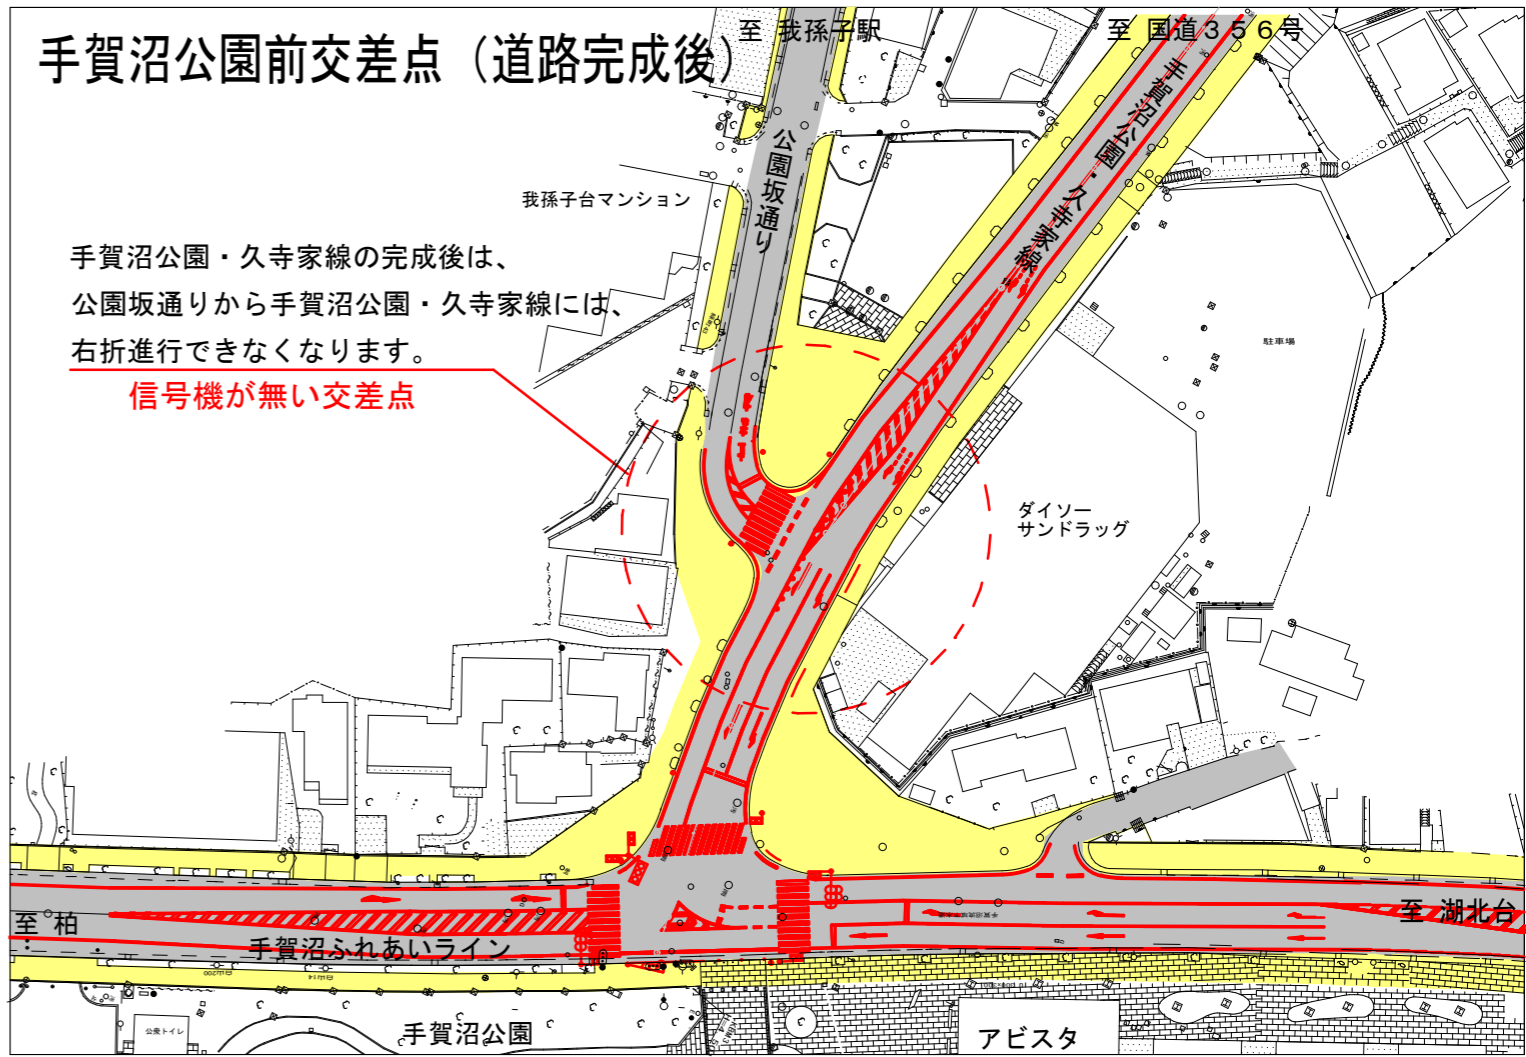 手賀沼公園前交差点（道路完成後）
至 我孫子駅
至 国道３５６号
公園坂通り
手賀沼公園・久寺家線
我孫子台マンション
手賀沼公園・久寺家線の完成後は、
公園坂通りから手賀沼公園・久寺家線には、
右折進行できなくなります。
信号機が無い交差点
駐車場
ダイソー
サンドラッグ
至 柏
手賀沼ふれあいライン
至 湖北台
公衆トイレ
手賀沼公園
アビスタ